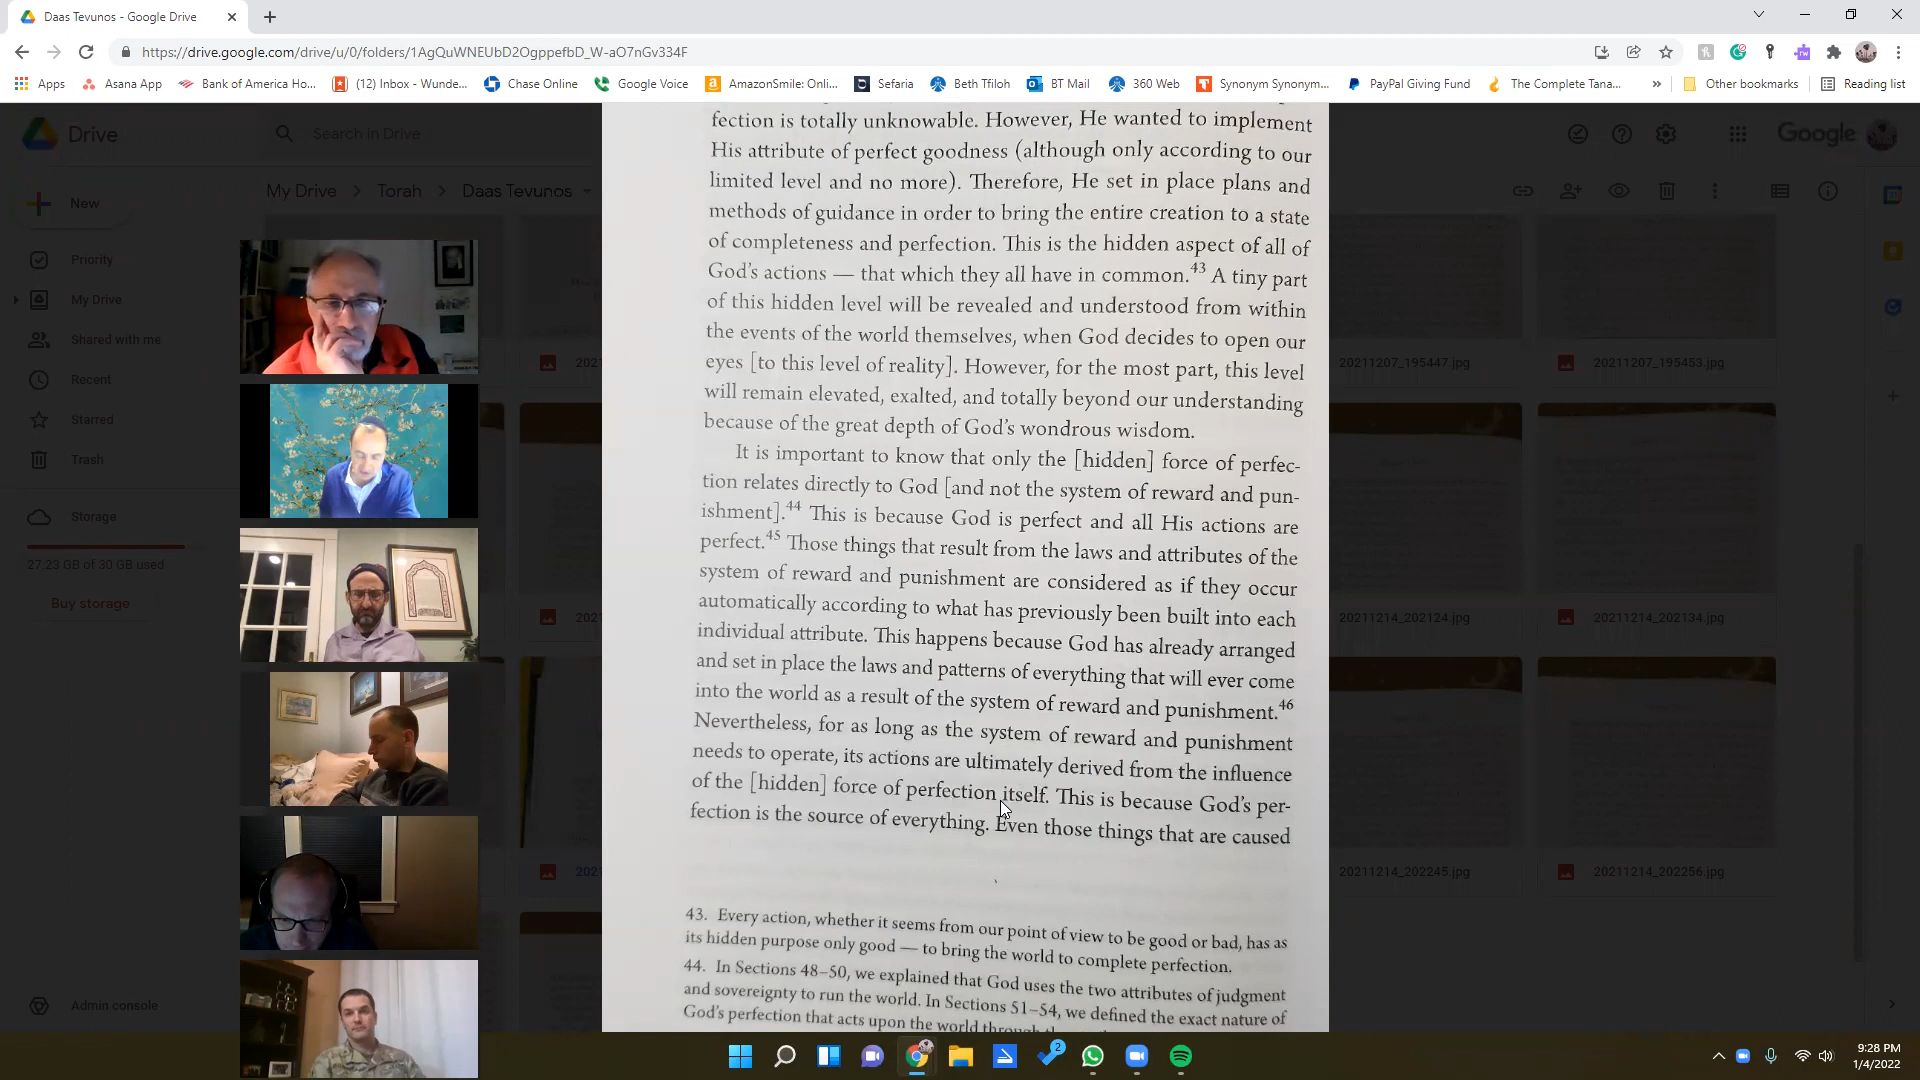 Daas Tevunos - Google Drive
https://drive.google.com/drive/u/0/folders/1AgQuWNEUbD2OgppefbD_W-aO7nGv334F
Apps
Asana App
Bank of America Ho...
(12) Inbox - Wunde...
Chase Online
Google Voice
AmazonSmile: Onli...
Sefaria
Beth Tfiloh
BT Mail
360 Web
Synonym Synonym...
PayPal Giving Fund
The Complete Tana...
»
Other bookmarks
Reading list
Drive
Search in Drive
Google
New
My Drive > Torah > Daas Tevunos
Priority
My Drive
Shared with me
Recent
Starred
Trash
Storage
27.23 GB of 30 GB used
Buy storage
Admin console
fection is totally unknowable. However, He wanted to implement
His attribute of perfect goodness (although only according to our
limited level and no more). Therefore, He set in place plans and
methods of guidance in order to bring the entire creation to a state
of completeness and perfection. This is the hidden aspect of all of
God's actions — that which they all have in common.43 A tiny part
of this hidden level will be revealed and understood from within
the events of the world themselves, when God decides to open our
eyes [to this level of reality]. However, for the most part, this level
will remain elevated, exalted, and totally beyond our understanding
because of the great depth of God's wondrous wisdom.
It is important to know that only the [hidden] force of perfec-
tion relates directly to God [and not the system of reward and pun-
ishment].44 This is because God is perfect and all His actions are
perfect.45 Those things that result from the laws and attributes of the
system of reward and punishment are considered as if they occur
automatically according to what has previously been built into each
individual attribute. This happens because God has already arranged
and set in place the laws and patterns of everything that will ever come
into the world as a result of the system of reward and punishment.46
Nevertheless, for as long as the system of reward and punishment
needs to operate, its actions are ultimately derived from the influence
of the [hidden] force of perfection itself. This is because God's per-
fection is the source of everything. Even those things that are caused
43. Every action, whether it seems from our point of view to be good or bad, has as
its hidden purpose only good — to bring the world to complete perfection.
44. In Sections 48–50, we explained that God uses the two attributes of judgment
and sovereignty to run the world. In Sections 51–54, we defined the exact nature of
God's perfection that acts upon the world through
20211207_195447.jpg
20211207_195453.jpg
20211214_202124.jpg
20211214_202134.jpg
20211214_202245.jpg
20211214_202256.jpg
2
9:28 PM
1/4/2022